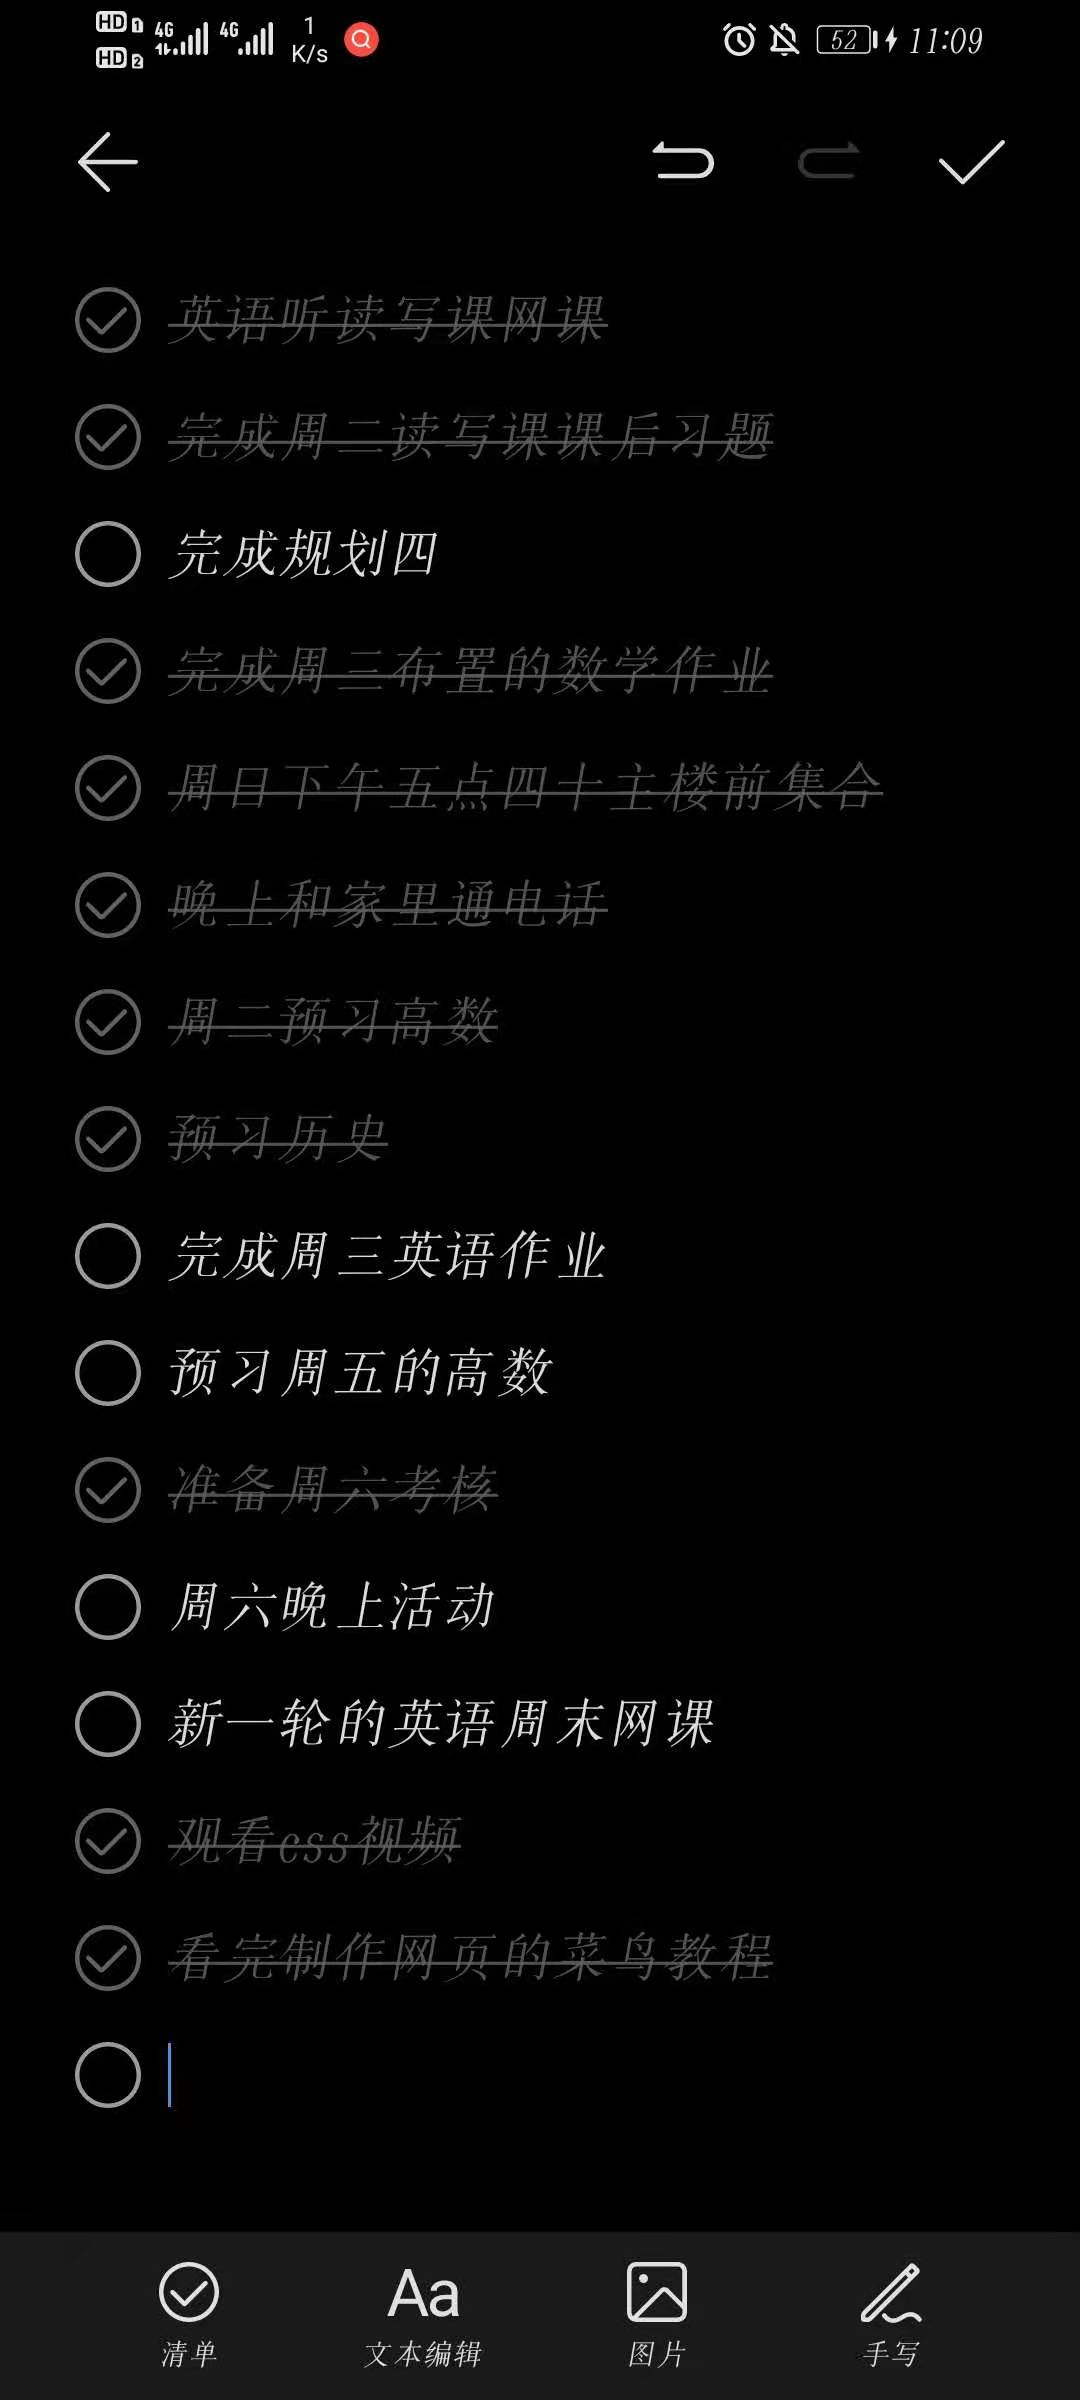 HD 1 4G 4G 1 52 11:09
HD 2 K/s
英语听读写课网课
完成周二读写课课后习题
完成规划四
完成周三布置的数学作业
周日下午五点四十主楼前集合
晚上和家里通电话
周二预习高数
预习历史
完成周三英语作业
预习周五的高数
准备周六考核
周六晚上活动
新一轮的英语周末网课
观看css视频
看完制作网页的菜鸟教程
Aa
清单 文本编辑 图片 手写